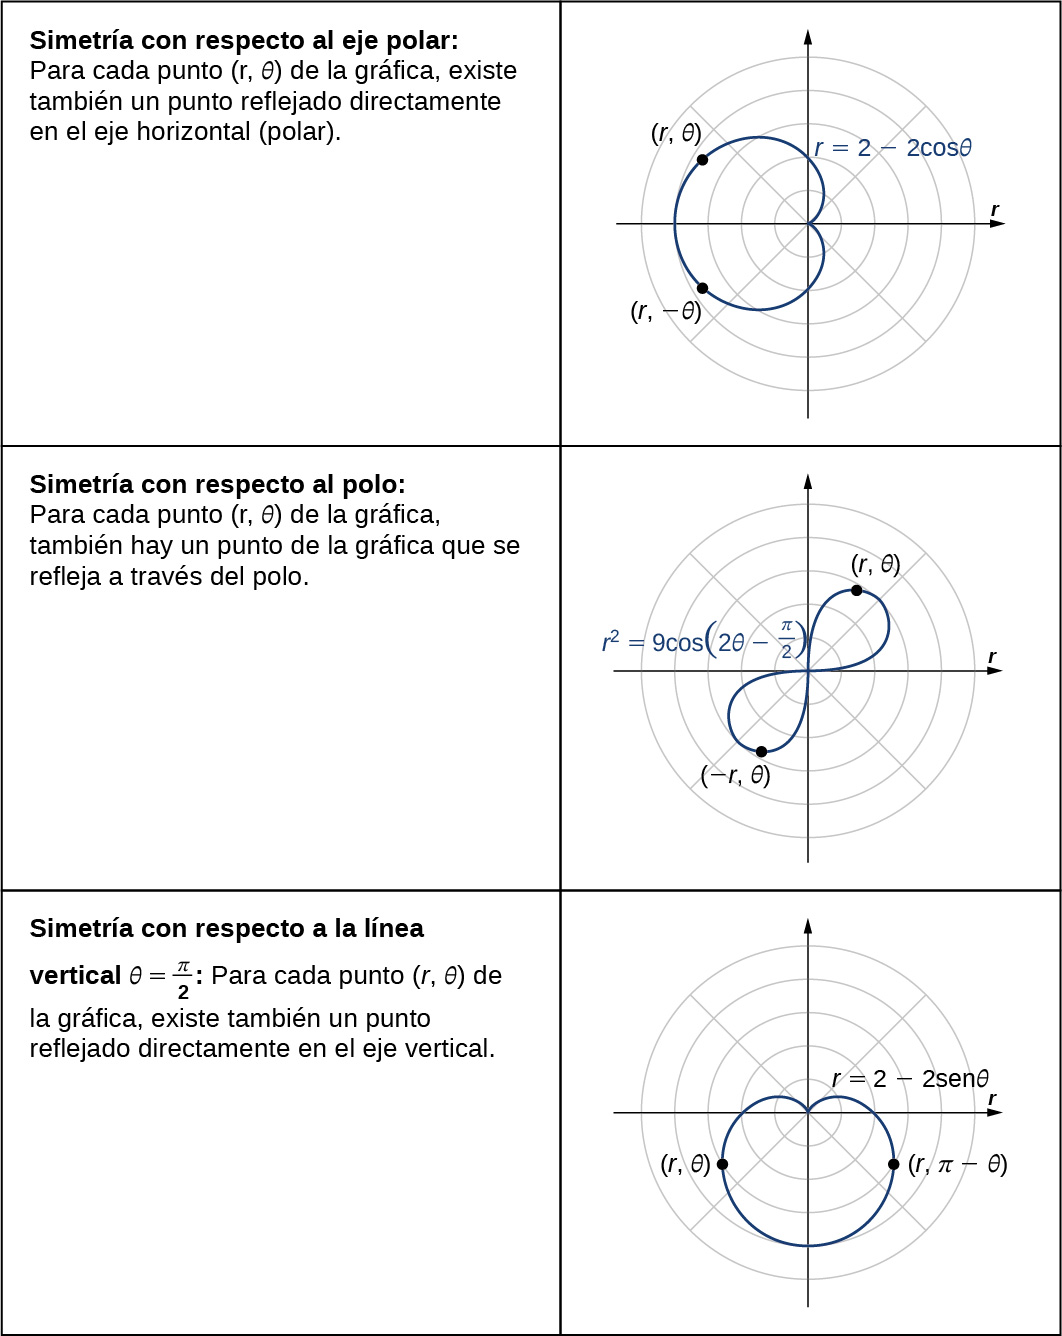 Simetría con respecto al eje polar:
Para cada punto (r, θ) de la gráfica, existe
también un punto reflejado directamente
en el eje horizontal (polar).
(r, θ)
r = 2 − 2cosθ
r
(r, −θ)
Simetría con respecto al polo:
Para cada punto (r, θ) de la gráfica,
también hay un punto de la gráfica que se
refleja a través del polo.
(r, θ)
r² = 9cos(2θ − π/2)
r
(−r, θ)
Simetría con respecto a la línea
vertical θ = π/2: Para cada punto (r, θ) de
la gráfica, existe también un punto
reflejado directamente en el eje vertical.
r = 2 − 2senθ
r
(r, θ)
(r, π − θ)